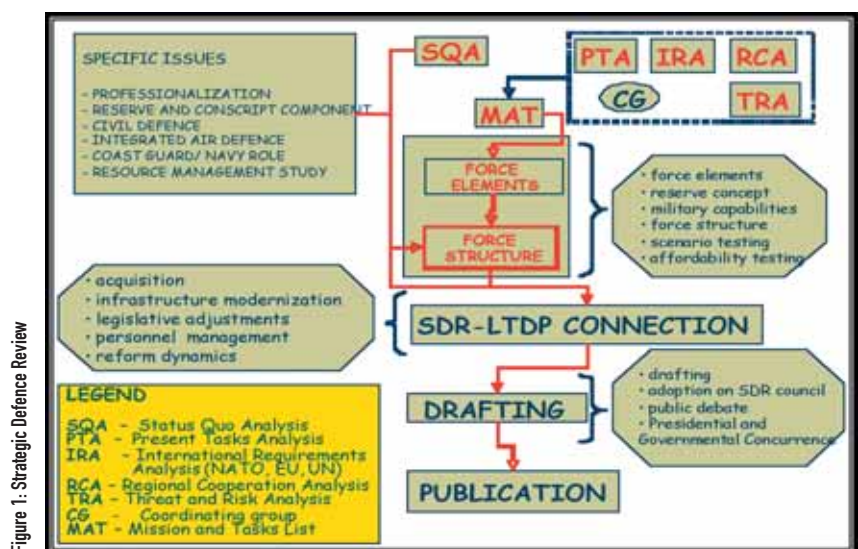 SPECIFIC ISSUES
- PROFESSIONALIZATION
- RESERVE AND CONSCRIPT COMPONENT
- CIVIL DEFENCE
- INTEGRATED AIR DEFENCE
- COAST GUARD/ NAVY ROLE
- RESOURCE MANAGEMENT STUDY
SQA
PTA
IRA
RCA
CG
TRA
MAT
FORCE
ELEMENTS
FORCE
STRUCTURE
• force elements
• reserve concept
• military capabilities
• force structure
• scenario testing
• affordability testing
• acquisition
• infrastructure modernization
• legislative adjustments
• personnel management
• reform dynamics
SDR-LTDP CONNECTION
DRAFTING
• drafting
• adoption on SDR council
• public debate
• Presidential and
Governmental Concurrence
PUBLICATION
LEGEND
SQA - Status Quo Analysis
PTA - Present Tasks Analysis
IRA - International Requirements
Analysis (NATO, EU, UN)
RCA - Regional Cooperation Analysis
TRA - Threat and Risk Analysis
CG - Coordinating group
MAT - Mission and Tasks List
Figure 1: Strategic Defence Review